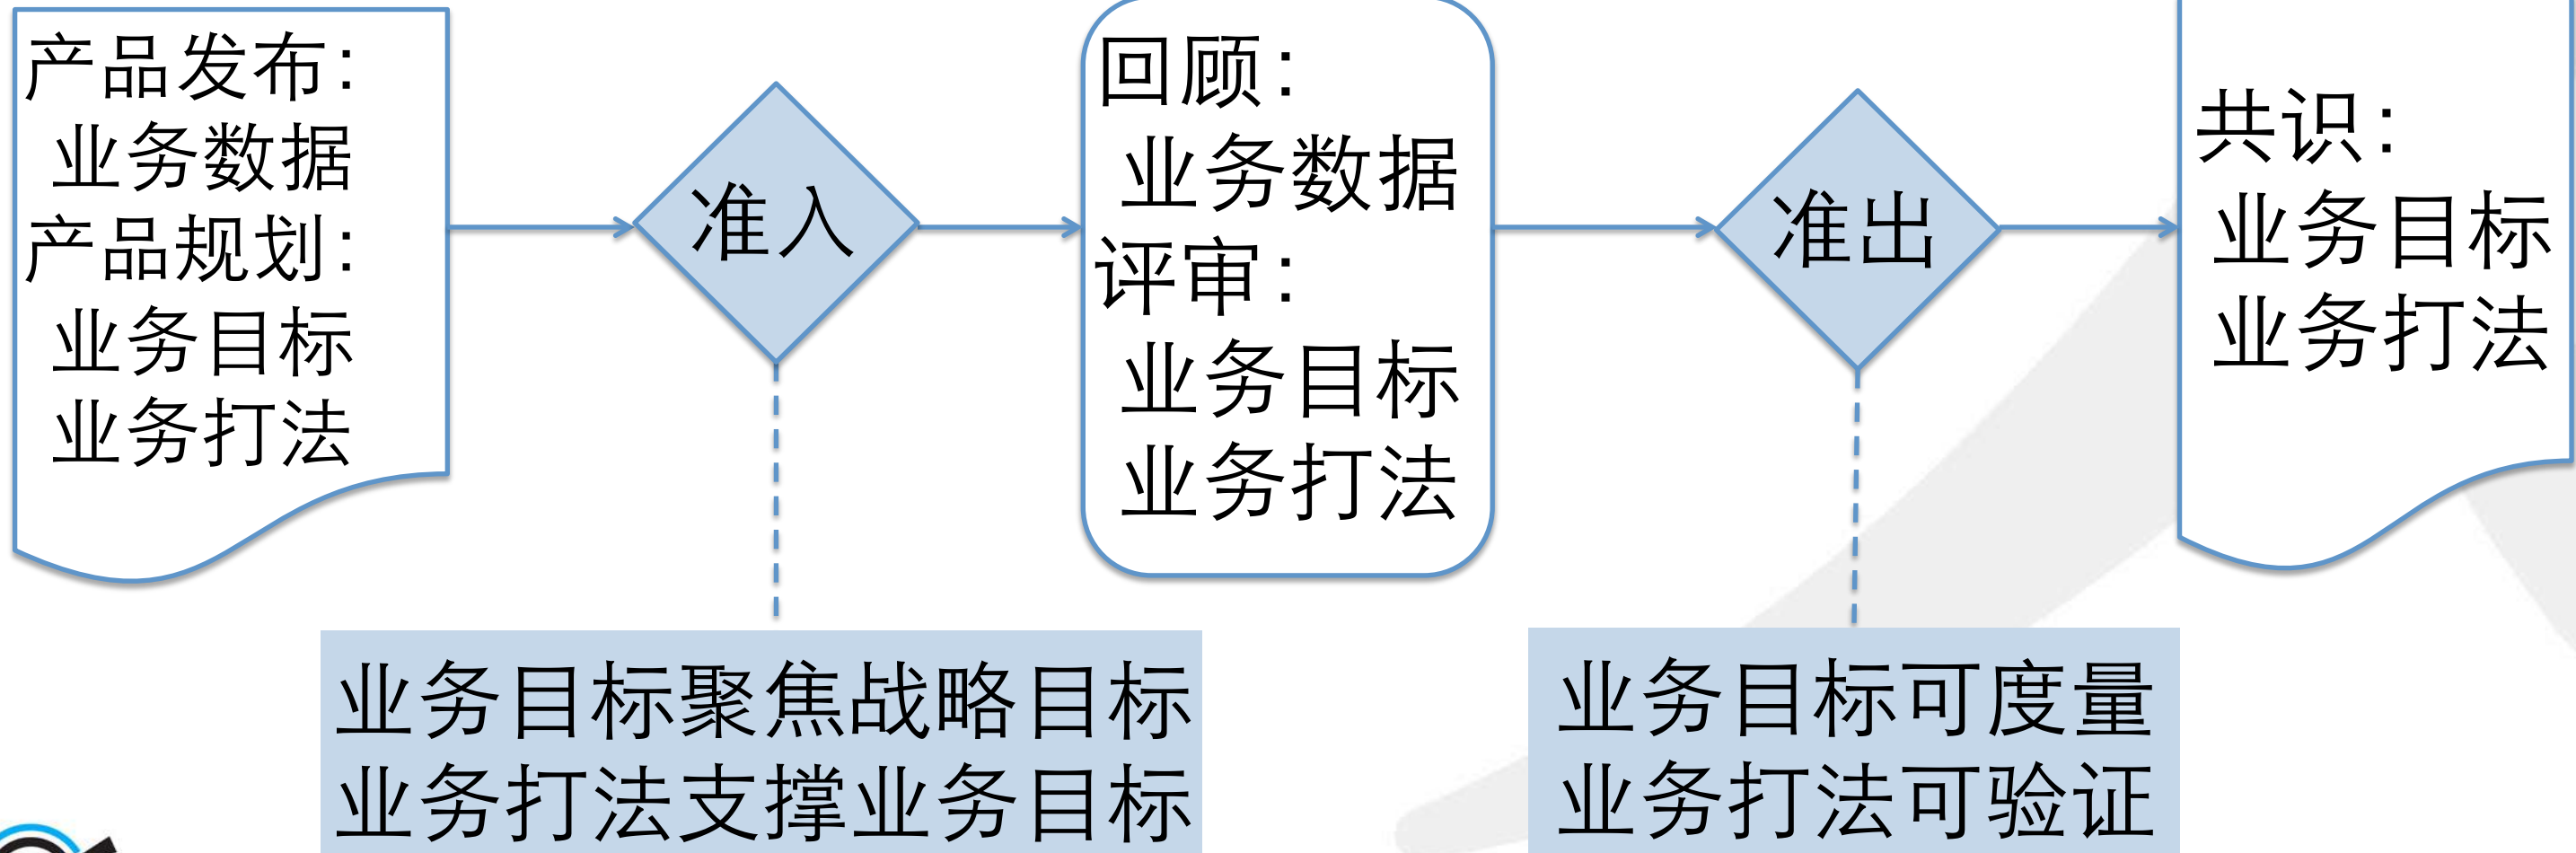 产品发布：
业务数据
产品规划：
业务目标
业务打法
准入
回顾：
业务数据
评审：
业务目标
业务打法
准出
共识：
业务目标
业务打法
业务目标聚焦战略目标
业务打法支撑业务目标
业务目标可度量
业务打法可验证